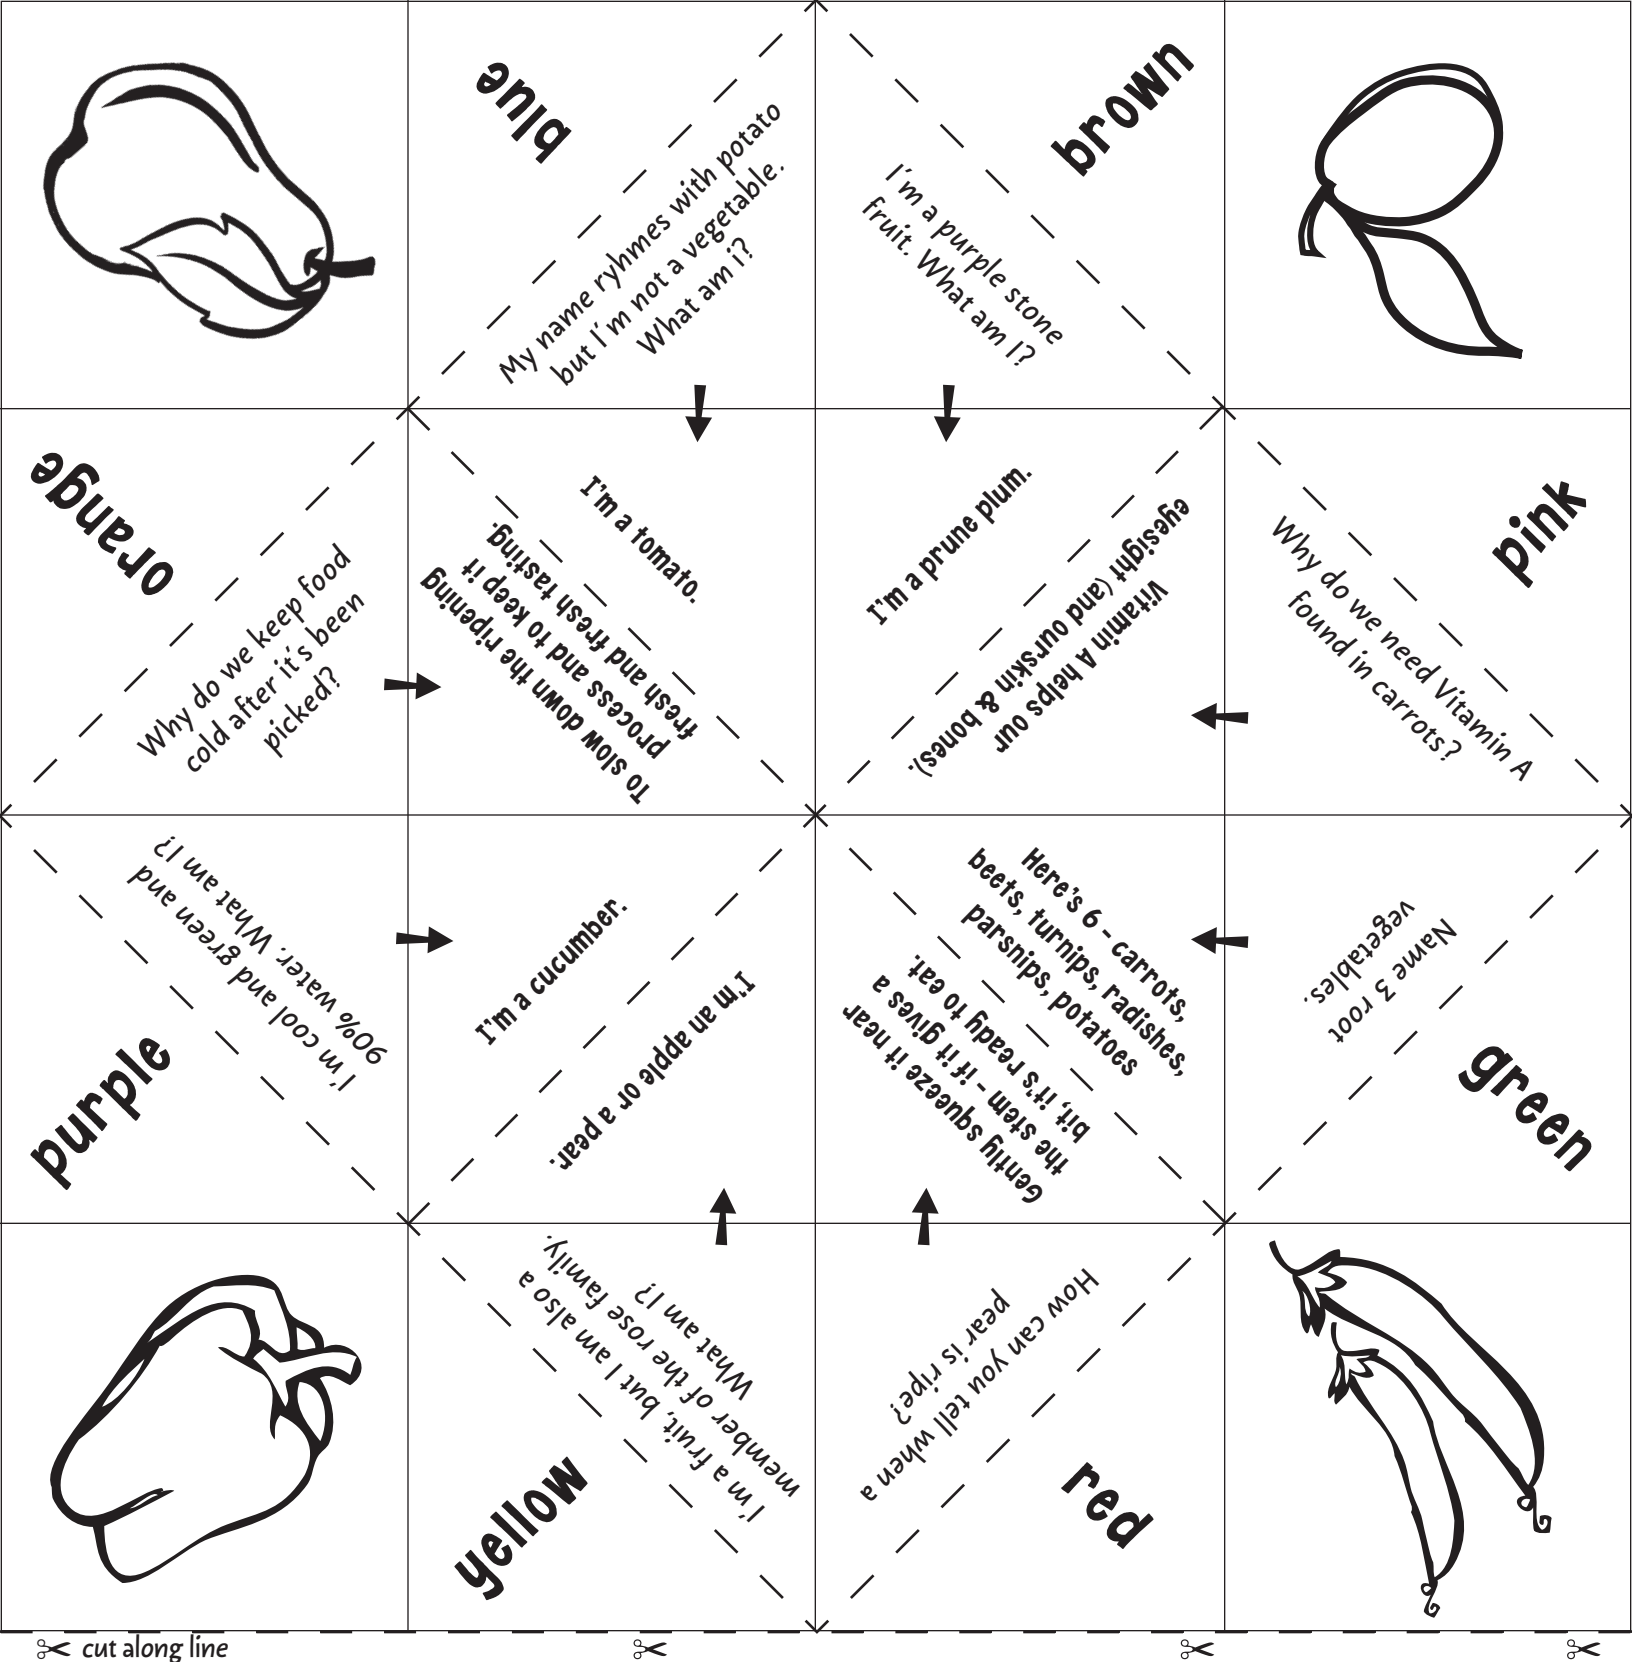 blue
My name ryhmes with potato
but I'm not a vegetable.
What am i?
brown
I'm a purple stone
fruit. What am I?
orange
Why do we keep food
cold after it's been
picked?
I'm a tomato.
To slow down the ripening
process and to keep it
fresh and fresh tasting.
I'm a prune plum.
Vitamin A helps our
eyesight (and ourskin & bones).
pink
Why do we need Vitamin A
found in carrots?
purple
I'm cool and green and
90% water. What am I?
I'm a cucumber.
I'm an apple or a pear.
Here's 6 - carrots,
beets, turnips, radishes,
parsnips, potatoes
Gently squeeze it near
the stem - if it gives a
bit, it's ready to eat.
Name 3 root
vegetables.
green
yellow
I'm a fruit, but I am also a
member of the rose family.
What am I?
How can you tell when a
pear is ripe?
red
cut along line